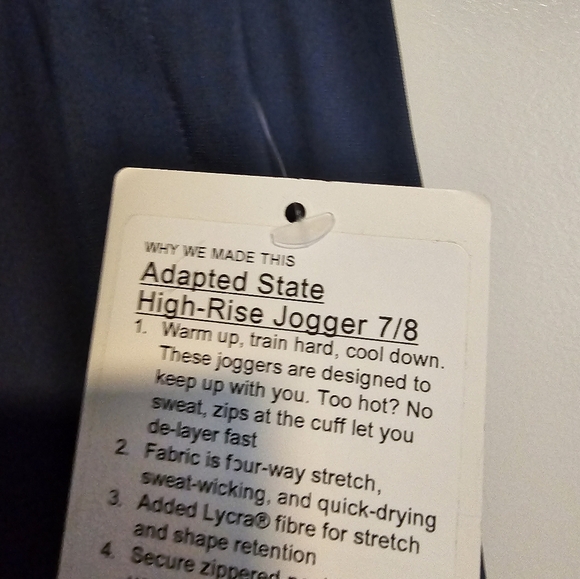 WHY WE MADE THIS
Adapted State
High-Rise Jogger 7/8
1. Warm up, train hard, cool down.
These joggers are designed to
keep up with you. Too hot? No
sweat, zips at the cuff let you
de-layer fast
2. Fabric is four-way stretch,
sweat-wicking, and quick-drying
3. Added Lycra® fibre for stretch
and shape retention
4. Secure zippered